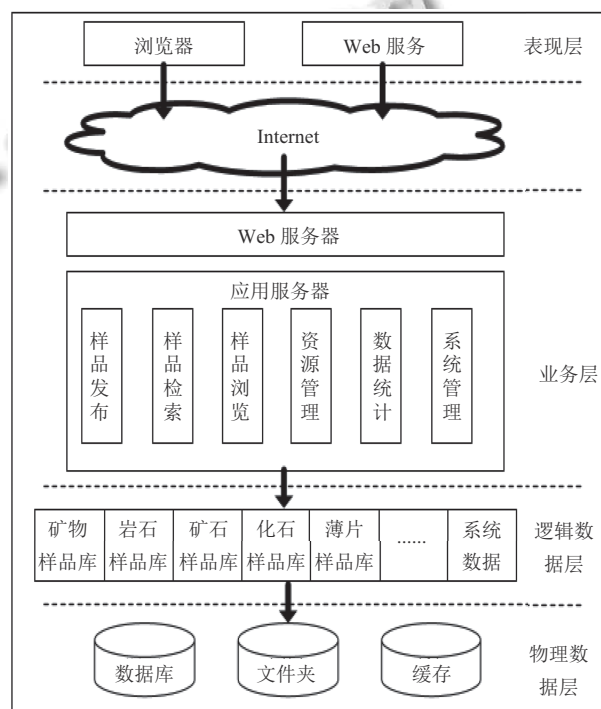 浏览器
Web 服务
表现层
Internet
Web 服务器
应用服务器
样品发布
样品检索
样品浏览
资源管理
数据统计
系统管理
业务层
矿物
样品库
岩石
样品库
矿石
样品库
化石
样品库
薄片
样品库
......
系统
数据
逻辑数
据层
数据库
文件夹
缓存
物理数
据层